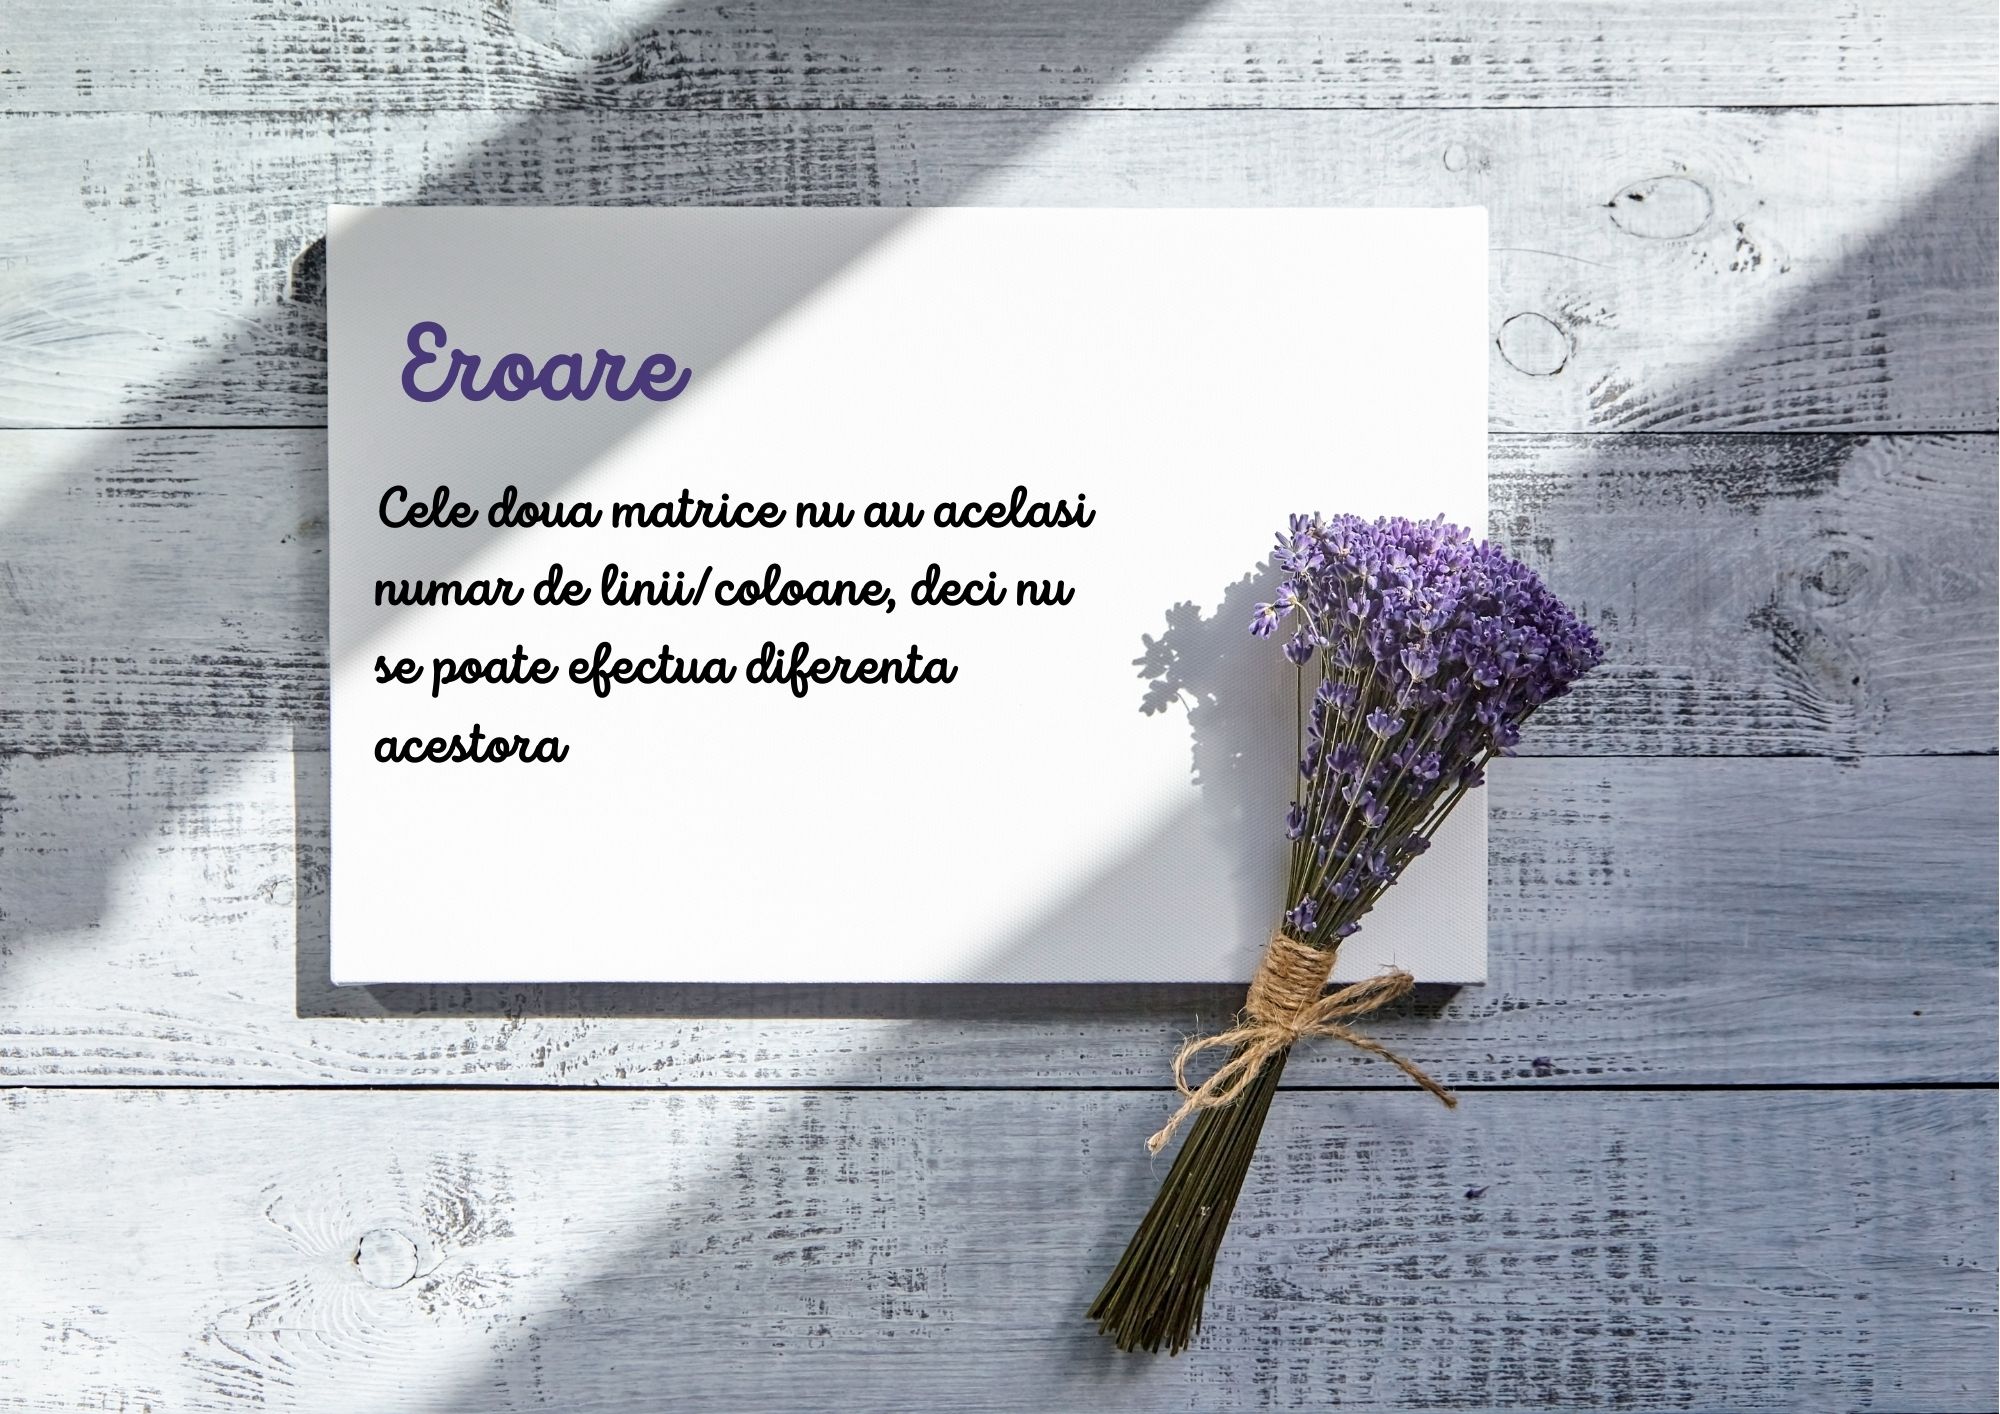 Eroare
Cele doua matrice nu au acelasi
numar de linii/coloane, deci nu
se poate efectua diferenta
acestora